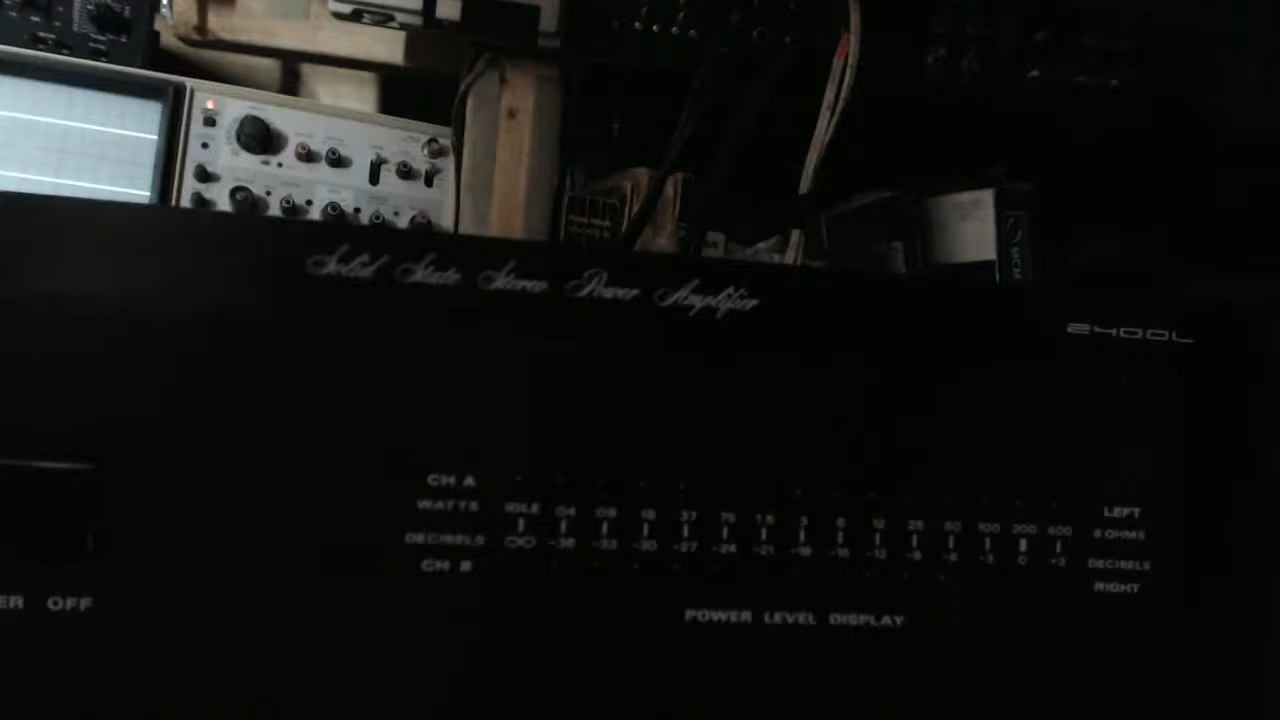 Solid State Stereo Power Amplifier
2400L
CH A
WATTS IDLE 04 09 18 37 75 1.5 3 6 12 25 50 100 200 400
LEFT
8 OHMS
DECIBELS ∞ -36 -33 -30 -27 -24 -21 -18 -15 -12 -9 -6 -3 0 +3 DECIBELS
CH B
RIGHT
OFF
POWER LEVEL DISPLAY
MCM